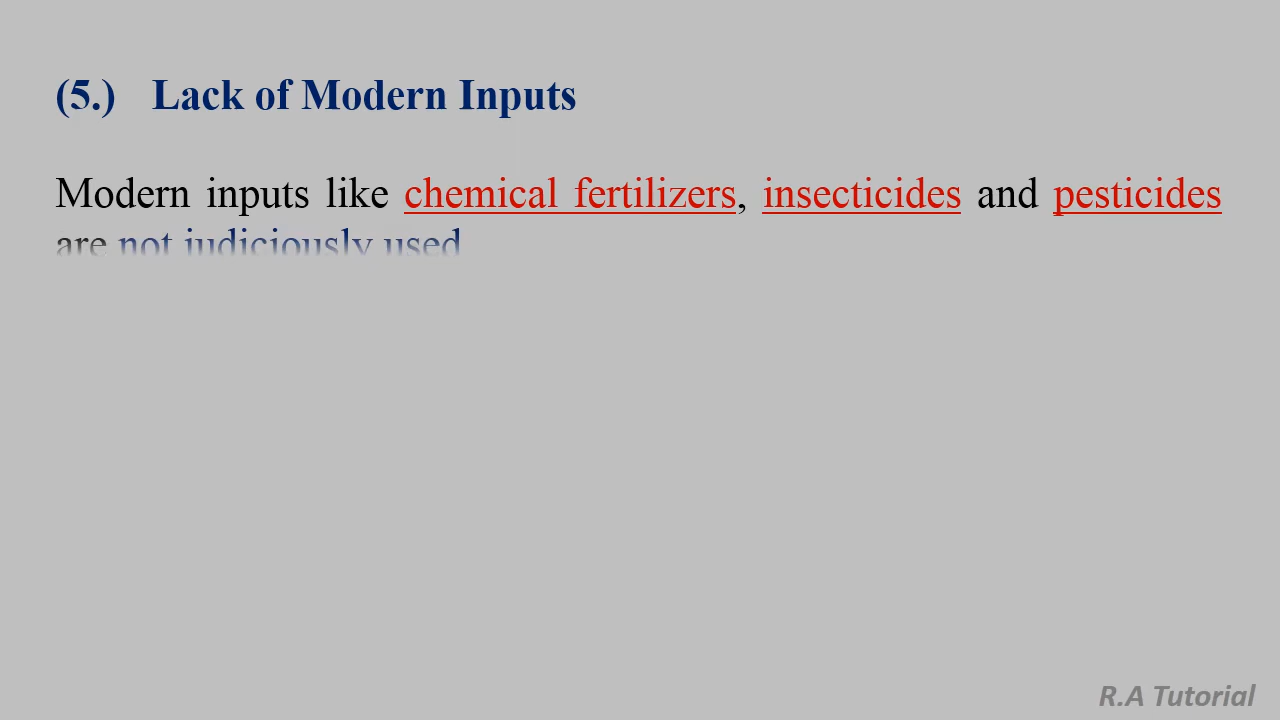 (5.) Lack of Modern Inputs
Modern inputs like chemical fertilizers, insecticides and pesticides
are not judiciously used
R.A Tutorial